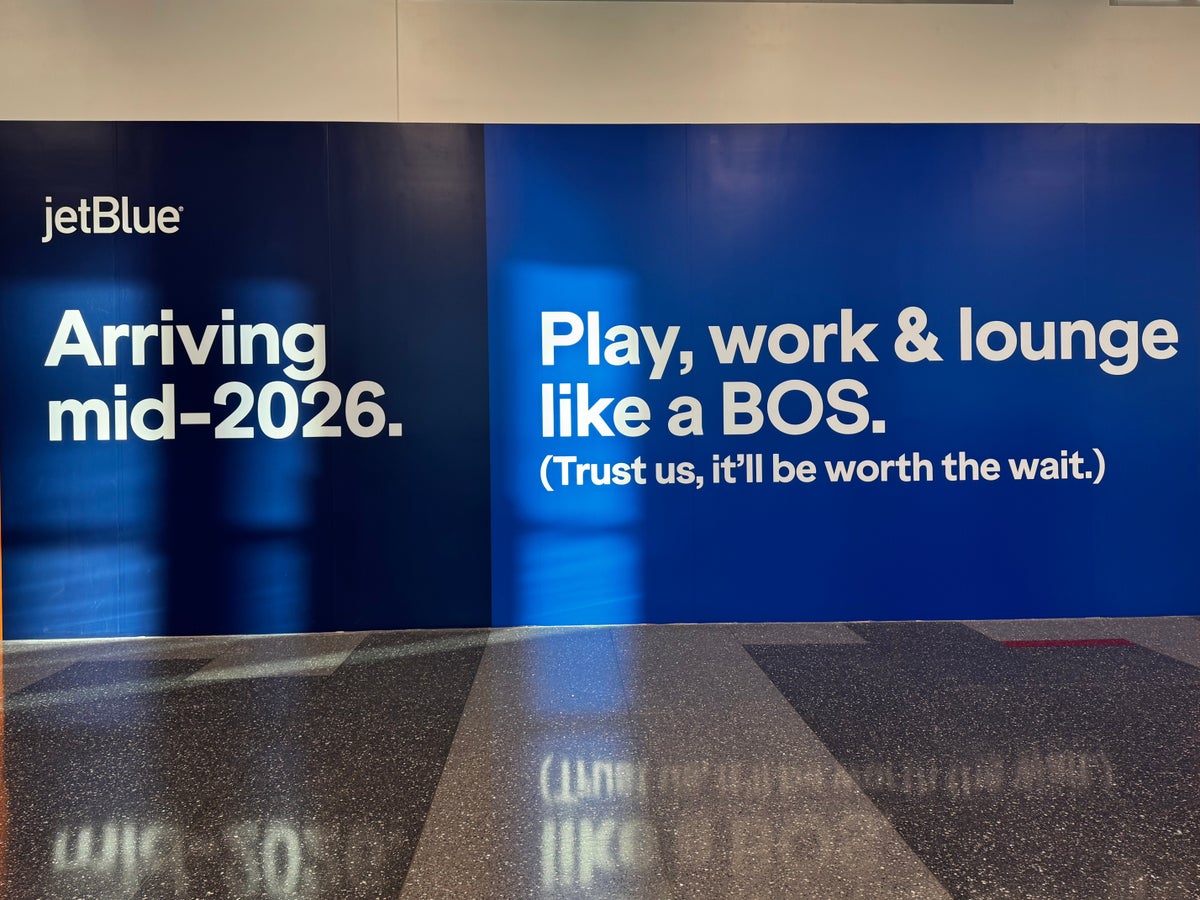 jetBlue®
Arriving
mid-2026.
Play, work & lounge
like a BOS.
(Trust us, it'll be worth the wait.)